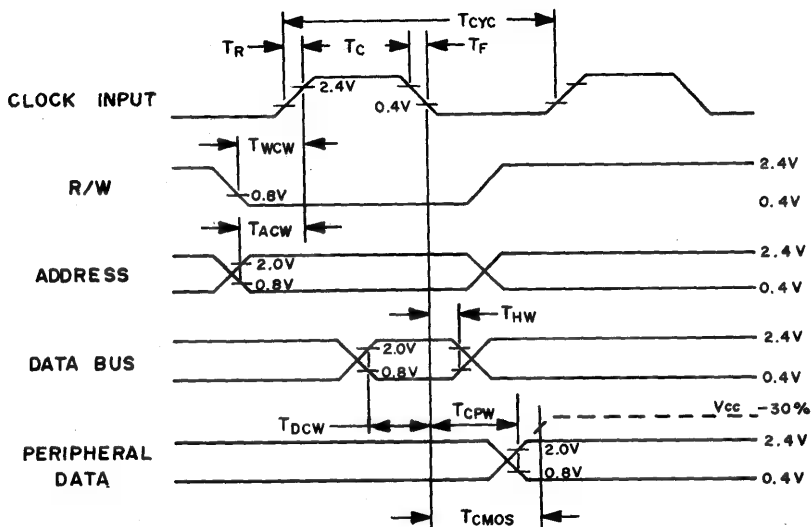 TCYC
TR TC TF
CLOCK INPUT
2.4V
0.4V
TWCW
R/W
0.8V
2.4V
0.4V
TACW
ADDRESS
2.0V
0.8V
2.4V
0.4V
THW
DATA BUS
2.0V
0.8V
2.4V
0.4V
TDCW
TCPW
Vcc -30%
PERIPHERAL
DATA
2.0V
0.8V
2.4V
0.4V
TCMOS